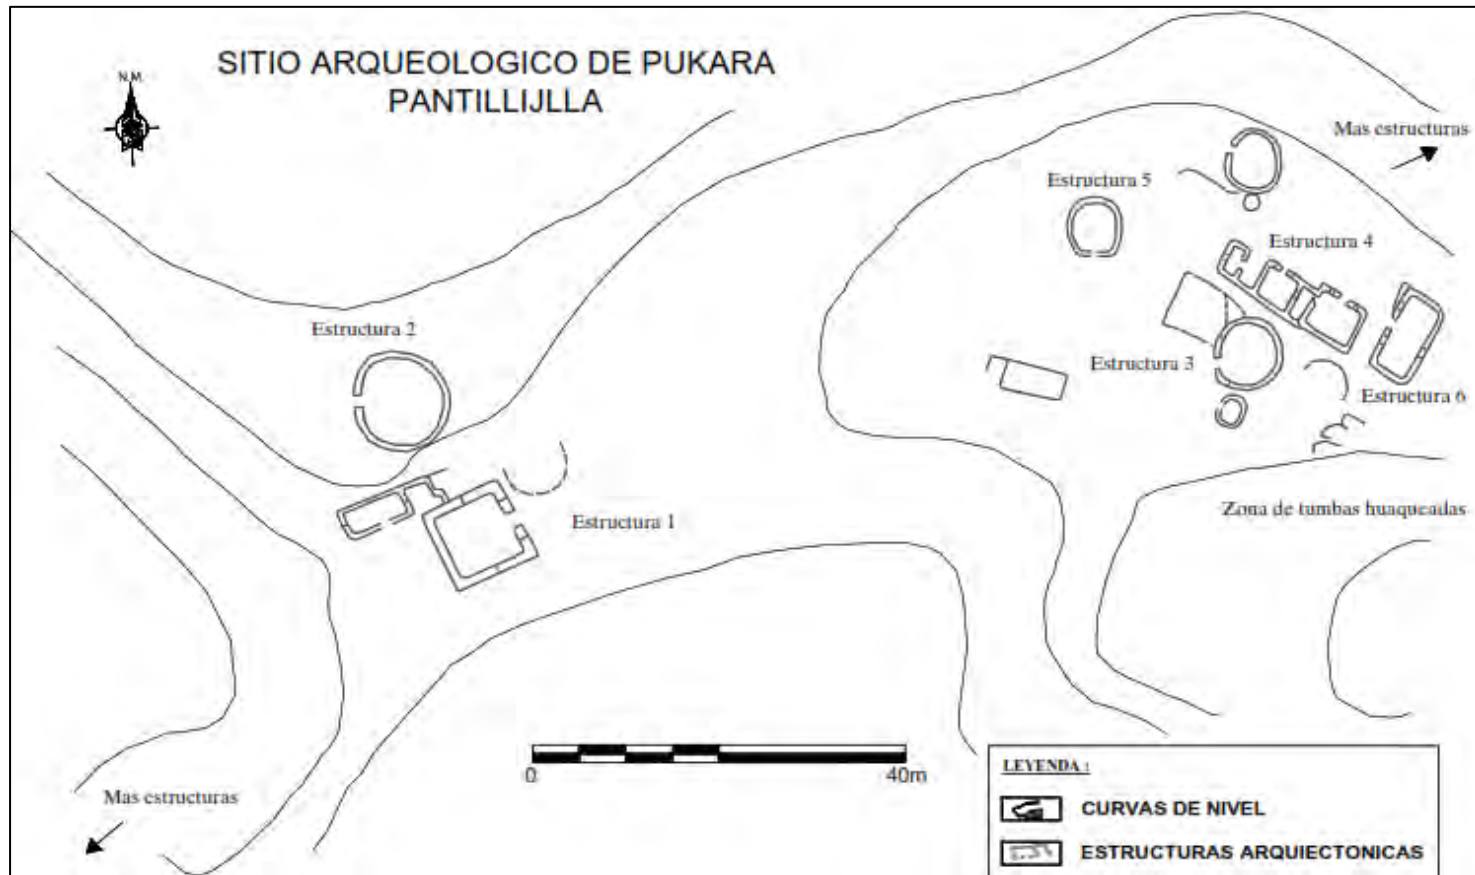 SITIO ARQUEOLOGICO DE PUKARA
PANTILLIJLLA
N.M.
Mas estructuras
Estructura 5
Estructura 4
Estructura 2
Estructura 3
Estructura 6
Estructura 1
Zona de tumbas huaqueadas
0
40m
Mas estructuras
LEYENDA :
CURVAS DE NIVEL
ESTRUCTURAS ARQUIECTONICAS